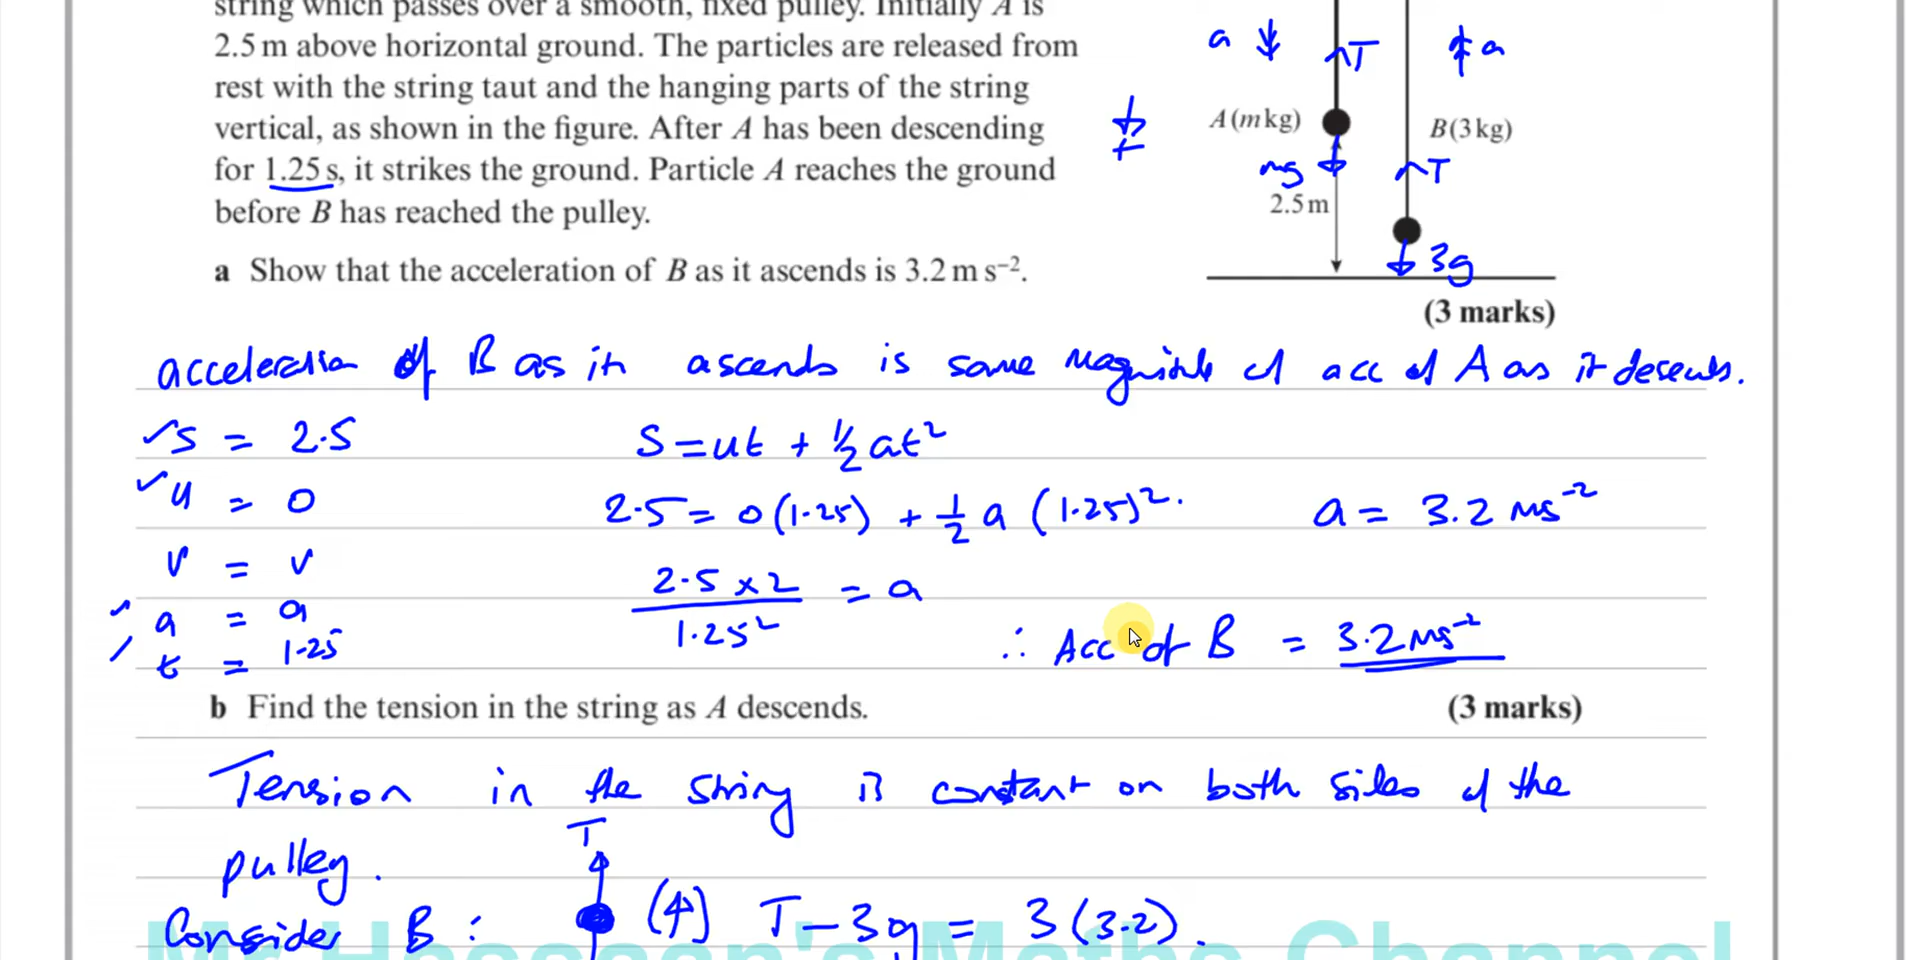 string which passes over a smooth, fixed pulley. Initially A is
2.5 m above horizontal ground. The particles are released from
rest with the string taut and the hanging parts of the string
vertical, as shown in the figure. After A has been descending
for 1.25 s, it strikes the ground. Particle A reaches the ground
before B has reached the pulley.
a ↓ ↑T ↑ a
A (m kg) B (3 kg)
mg ↑T
2.5 m
3g
a Show that the acceleration of B as it ascends is 3.2 m s⁻².
(3 marks)
acceleration of B as it ascends is same magnitude of acc of A as it descends.
✓s = 2.5 S = ut + ½ at²
✓u = 0 2.5 = 0(1.25) + ½ a (1.25)². a = 3.2 ms⁻²
v = v 2.5 × 2 / 1.25² = a
a = a
t = 1.25 ∴ Acc of B = 3.2 ms⁻²
b Find the tension in the string as A descends. (3 marks)
Tension in the string is constant on both sides of the
pulley. T
Consider B : (↑) T – 3g = 3(3.2).
Mr Hassaan's Maths Channel